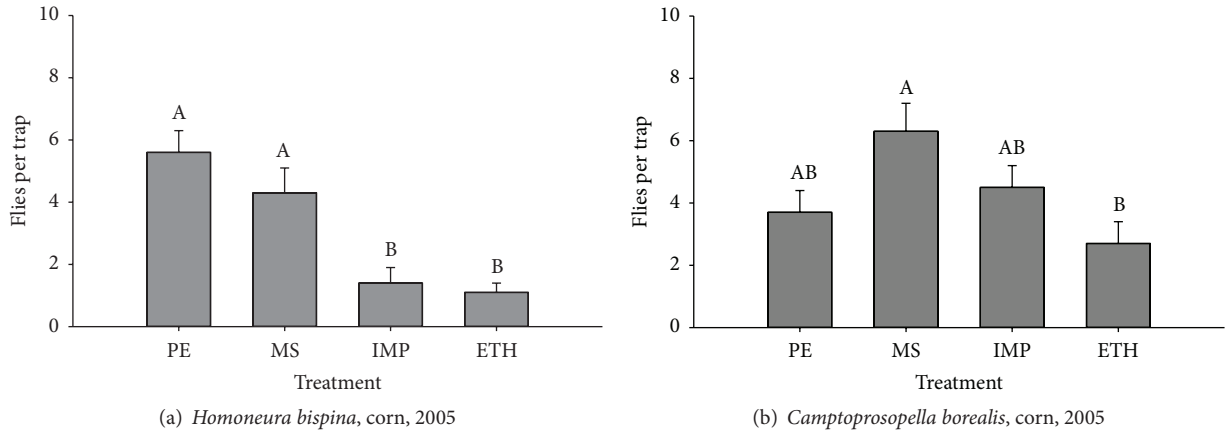 10
8
6
4
2
0
Flies per trap
A
A
B
B
PE MS IMP ETH
Treatment
(a) Homoneura bispina, corn, 2005
10
8
6
4
2
0
Flies per trap
AB
A
AB
B
PE MS IMP ETH
Treatment
(b) Camptoprosopella borealis, corn, 2005